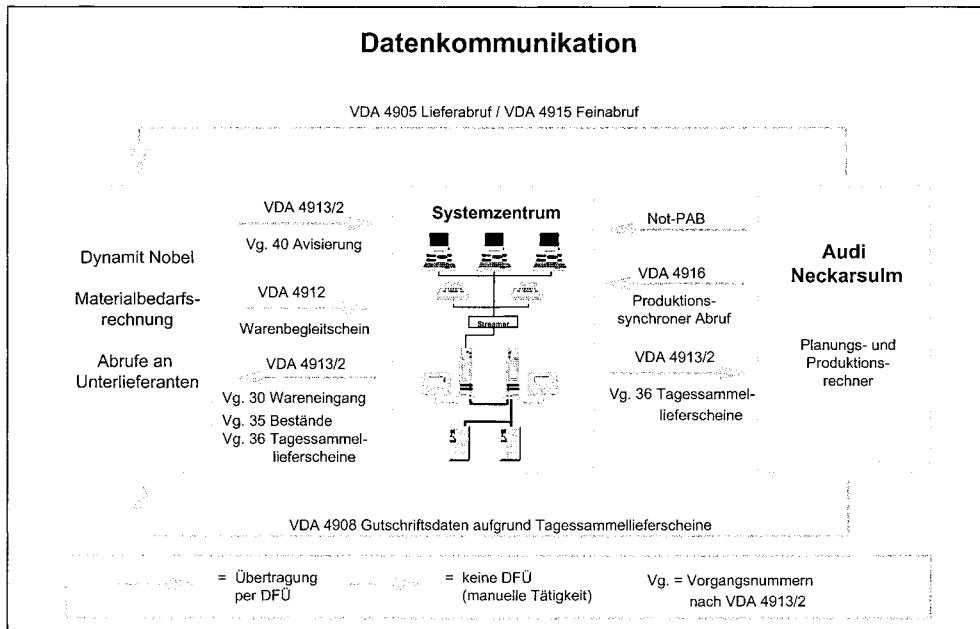 Datenkommunikation
VDA 4905 Lieferabruf / VDA 4915 Feinabruf
Dynamit Nobel
Materialbedarfs-
rechnung
Abrufe an
Unterlieferanten
VDA 4913/2
Vg. 40 Avisierung
VDA 4912
Warenbegleitschein
VDA 4913/2
Vg. 30 Wareneingang
Vg. 35 Bestände
Vg. 36 Tagessammel-
lieferscheine
Systemzentrum
Streamer
Not-PAB
VDA 4916
Produktions-
synchroner Abruf
VDA 4913/2
Vg. 36 Tagessammel-
lieferscheine
Audi
Neckarsulm
Planungs- und
Produktions-
rechner
VDA 4908 Gutschriftsdaten aufgrund Tagessammellieferscheine
= Übertragung
per DFÜ
= keine DFÜ
(manuelle Tätigkeit)
Vg. = Vorgangsnummern
nach VDA 4913/2